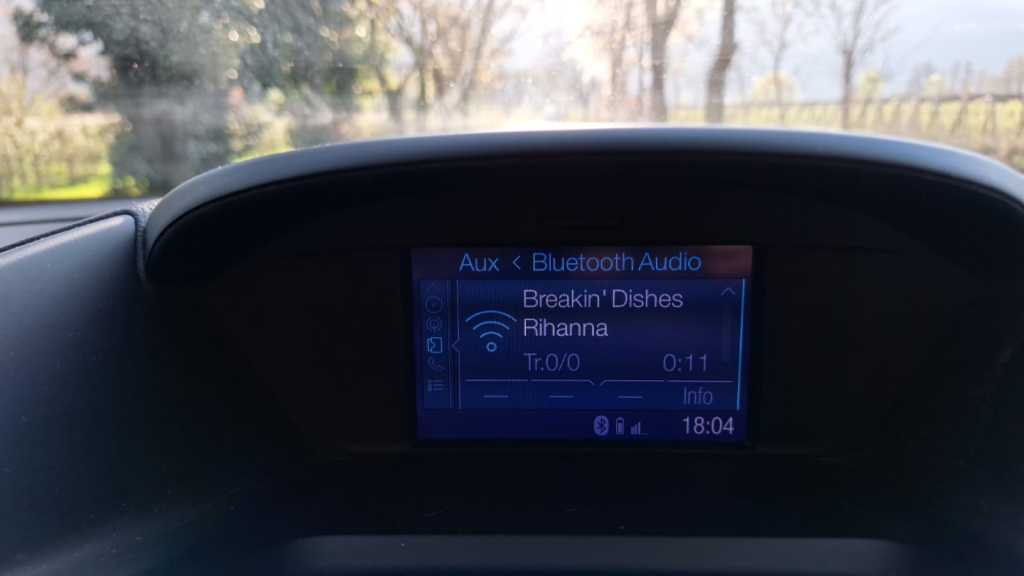 Aux < Bluetooth Audio
Breakin' Dishes
Rihanna
Tr.0/0 0:11
Info
18:04